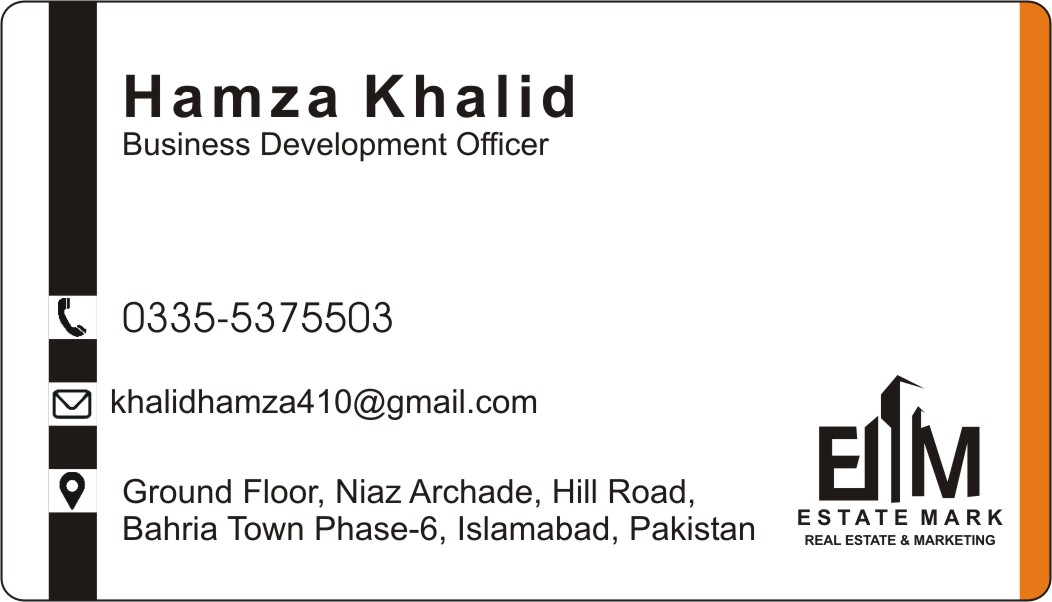 Hamza Khalid
Business Development Officer
0335-5375503
khalidhamza410@gmail.com
Ground Floor, Niaz Archade, Hill Road,
Bahria Town Phase-6, Islamabad, Pakistan
EM
ESTATE MARK
REAL ESTATE & MARKETING